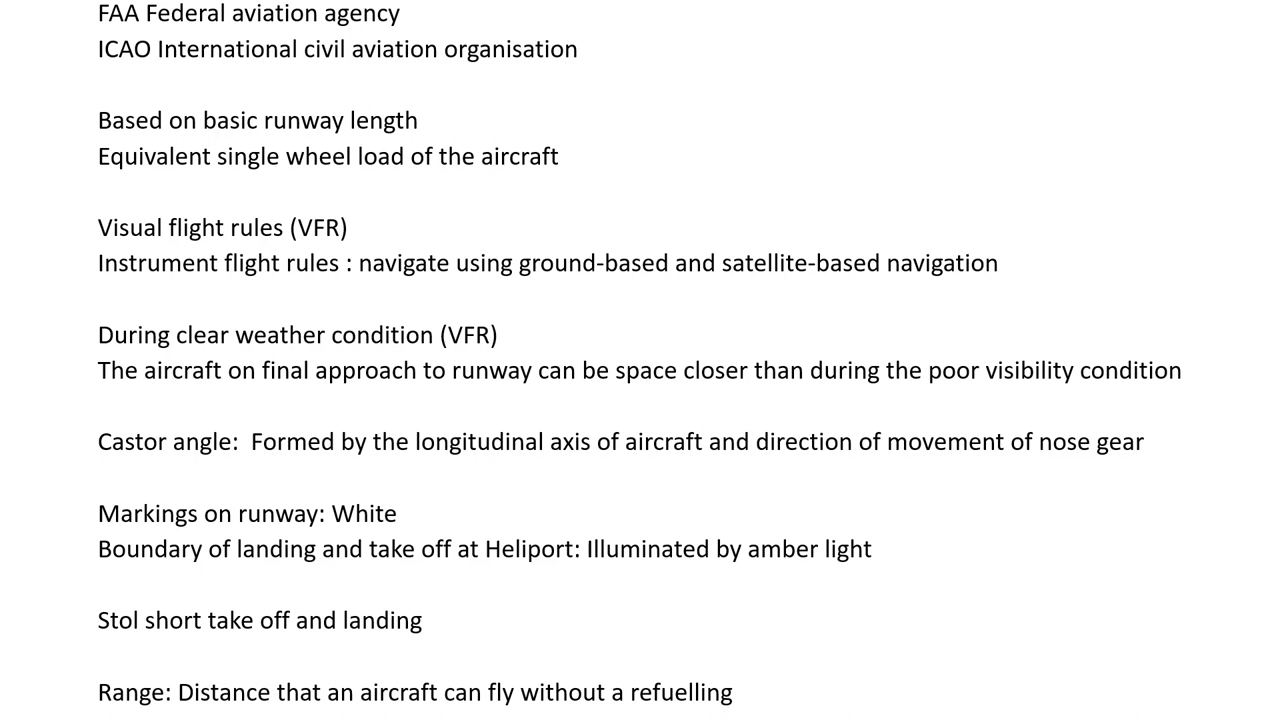 FAA Federal aviation agency
ICAO International civil aviation organisation
Based on basic runway length
Equivalent single wheel load of the aircraft
Visual flight rules (VFR)
Instrument flight rules : navigate using ground-based and satellite-based navigation
During clear weather condition (VFR)
The aircraft on final approach to runway can be space closer than during the poor visibility condition
Castor angle:  Formed by the longitudinal axis of aircraft and direction of movement of nose gear
Markings on runway: White
Boundary of landing and take off at Heliport: Illuminated by amber light
Stol short take off and landing
Range: Distance that an aircraft can fly without a refuelling